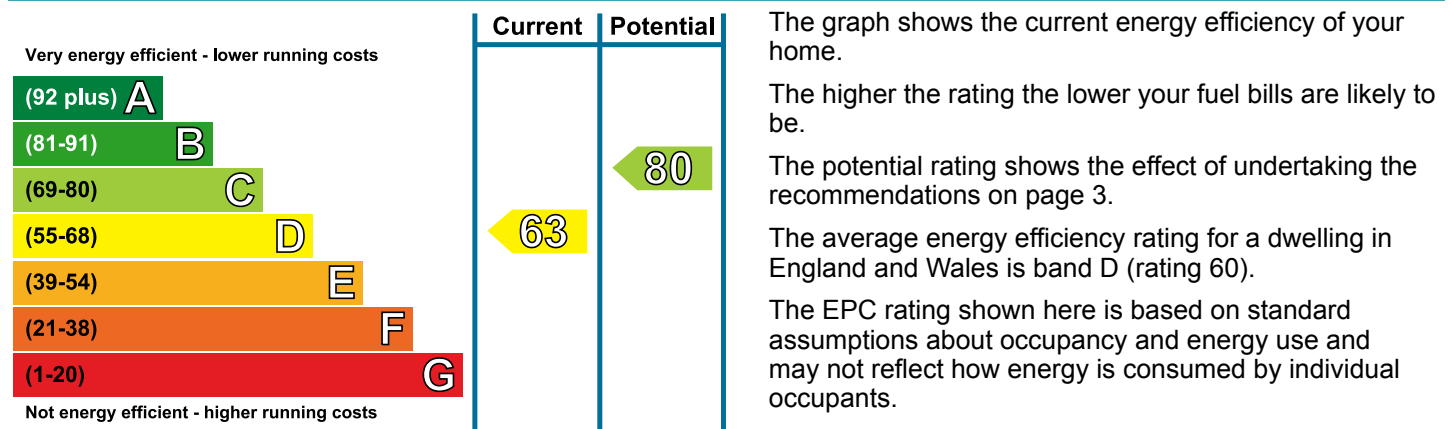 Current Potential
Very energy efficient - lower running costs
(92 plus) A
(81-91) B
(69-80) C
(55-68) D
(39-54) E
(21-38) F
(1-20) G
Not energy efficient - higher running costs
63
80
The graph shows the current energy efficiency of your
home.
The higher the rating the lower your fuel bills are likely to
be.
The potential rating shows the effect of undertaking the
recommendations on page 3.
The average energy efficiency rating for a dwelling in
England and Wales is band D (rating 60).
The EPC rating shown here is based on standard
assumptions about occupancy and energy use and
may not reflect how energy is consumed by individual
occupants.